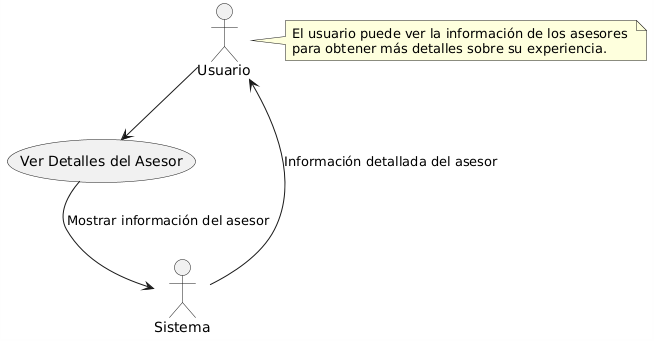 El usuario puede ver la información de los asesores
para obtener más detalles sobre su experiencia.
Usuario
Ver Detalles del Asesor
Información detallada del asesor
Mostrar información del asesor
Sistema